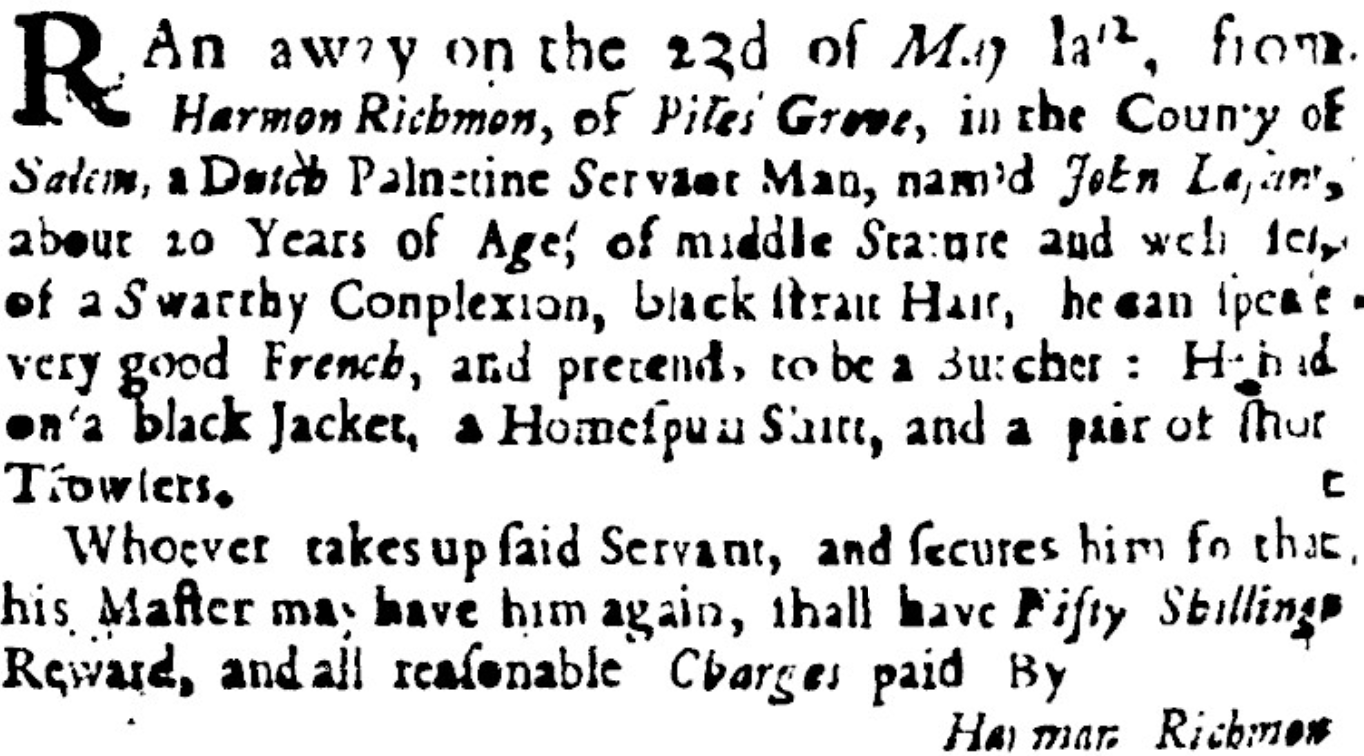 RAn away on the 23d of May laſt, from
Harmon Richmon, of Piles Grove, in the County of
Salem, a Dutch Palnetine Servant Man, nam'd John
about 20 Years of Age, of middle Stature and well ſet,
of a Swarthy Conplexion, black ſtrait Hair, he can ſpeak
very good French, and pretends to be a Butcher: He had
on a black Jacket, a Homeſpun Shirt, and a pair of ſhort
Trowſers.
Whoever takes up ſaid Servant, and ſecures him ſo that
his Maſter may have him again, ſhall have Fifty Shillings
Reward, and all reaſonable Charges paid By
Harman Richmon